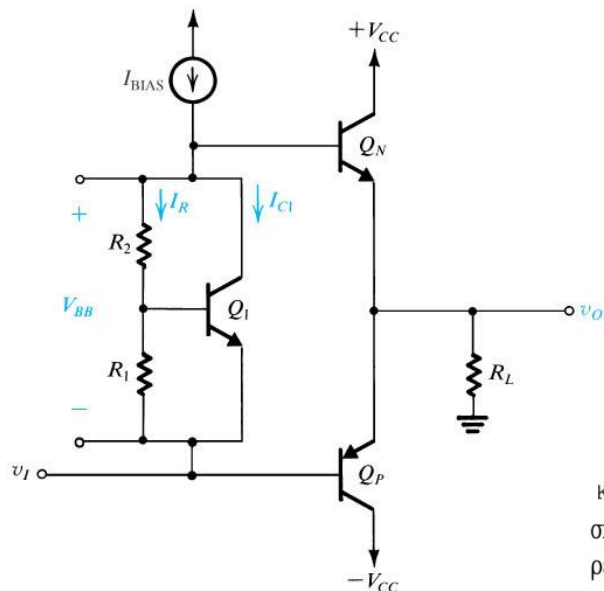 +V_CC
I_BIAS
Q_N
+
I_R
I_C1
R_2
V_BB
Q_1
v_O
R_1
R_L
−
v_I
Q_P
−V_CC